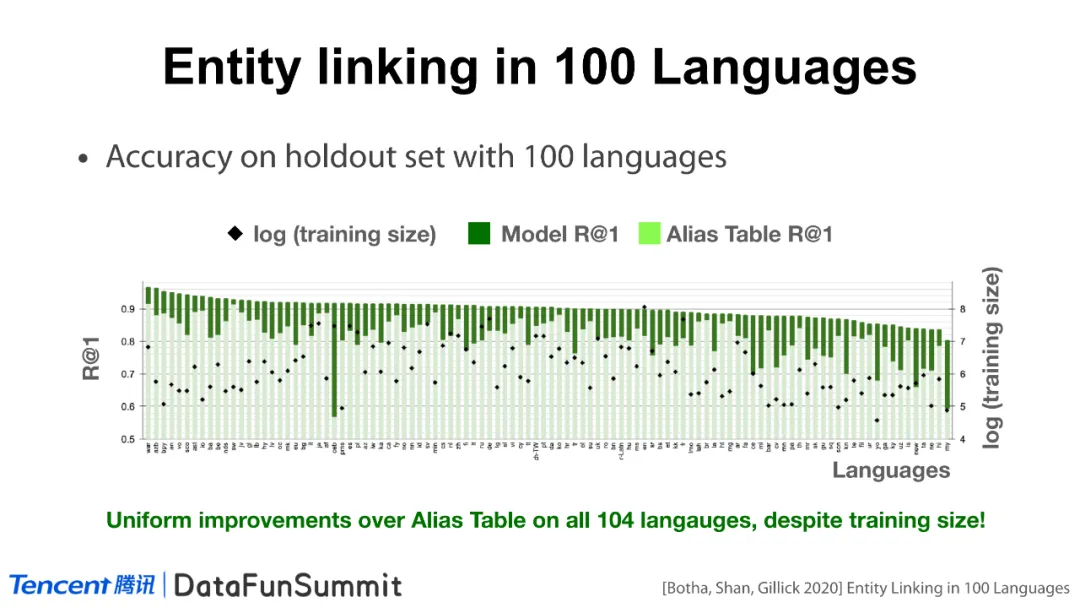 Entity linking in 100 Languages
• Accuracy on holdout set with 100 languages
log (training size) Model R@1 Alias Table R@1
R@1
0.9
0.8
0.7
0.6
0.5
8
7
6
5
4
log (training size)
Languages
Uniform improvements over Alias Table on all 104 langauges, despite training size!
Tencent 腾讯 | DataFunSummit
[Botha, Shan, Gillick 2020] Entity Linking in 100 Languages